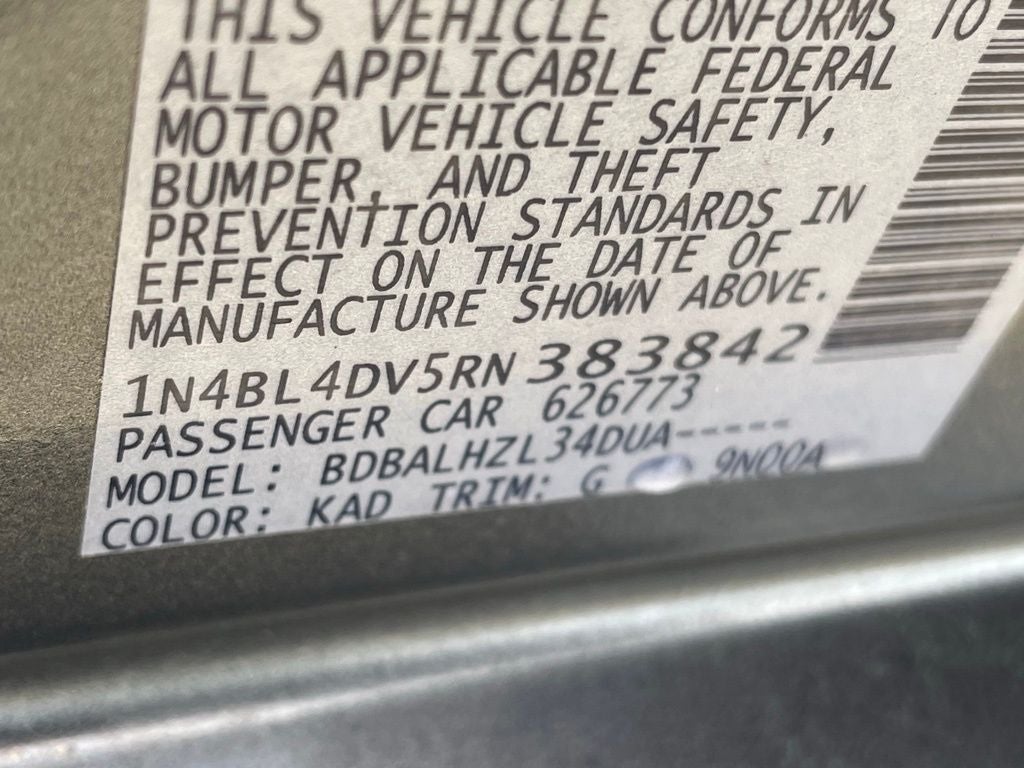 THIS VEHICLE CONFORMS TO
ALL APPLICABLE FEDERAL
MOTOR VEHICLE SAFETY,
BUMPER, AND THEFT
PREVENTION STANDARDS IN
EFFECT ON THE DATE OF
MANUFACTURE SHOWN ABOVE.
1N4BL4DV5RN383842
PASSENGER CAR 626773
MODEL: BDBALHZL34DUA-----
COLOR: KAD TRIM: G 9N00A